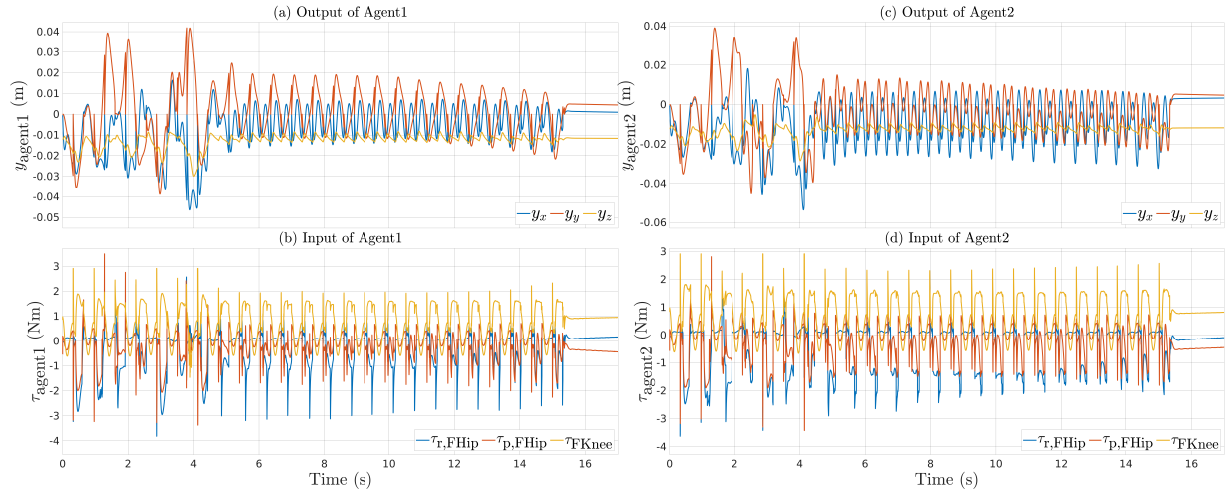 (a) Output of Agent1
0.04
0.03
0.02
0.01
0
-0.01
-0.02
-0.03
-0.04
-0.05
y_agent1 (m)
y_x y_y y_z
(b) Input of Agent1
3
2
1
0
-1
-2
-3
-4
τ_agent1 (Nm)
τ_r,FHip τ_p,FHip τ_FKnee
0 2 4 6 8 10 12 14 16
Time (s)
(c) Output of Agent2
0.04
0.02
0
-0.02
-0.04
-0.06
y_agent2 (m)
y_x y_y y_z
(d) Input of Agent2
3
2
1
0
-1
-2
-3
-4
τ_agent2 (Nm)
τ_r,FHip τ_p,FHip τ_FKnee
0 2 4 6 8 10 12 14 16
Time (s)